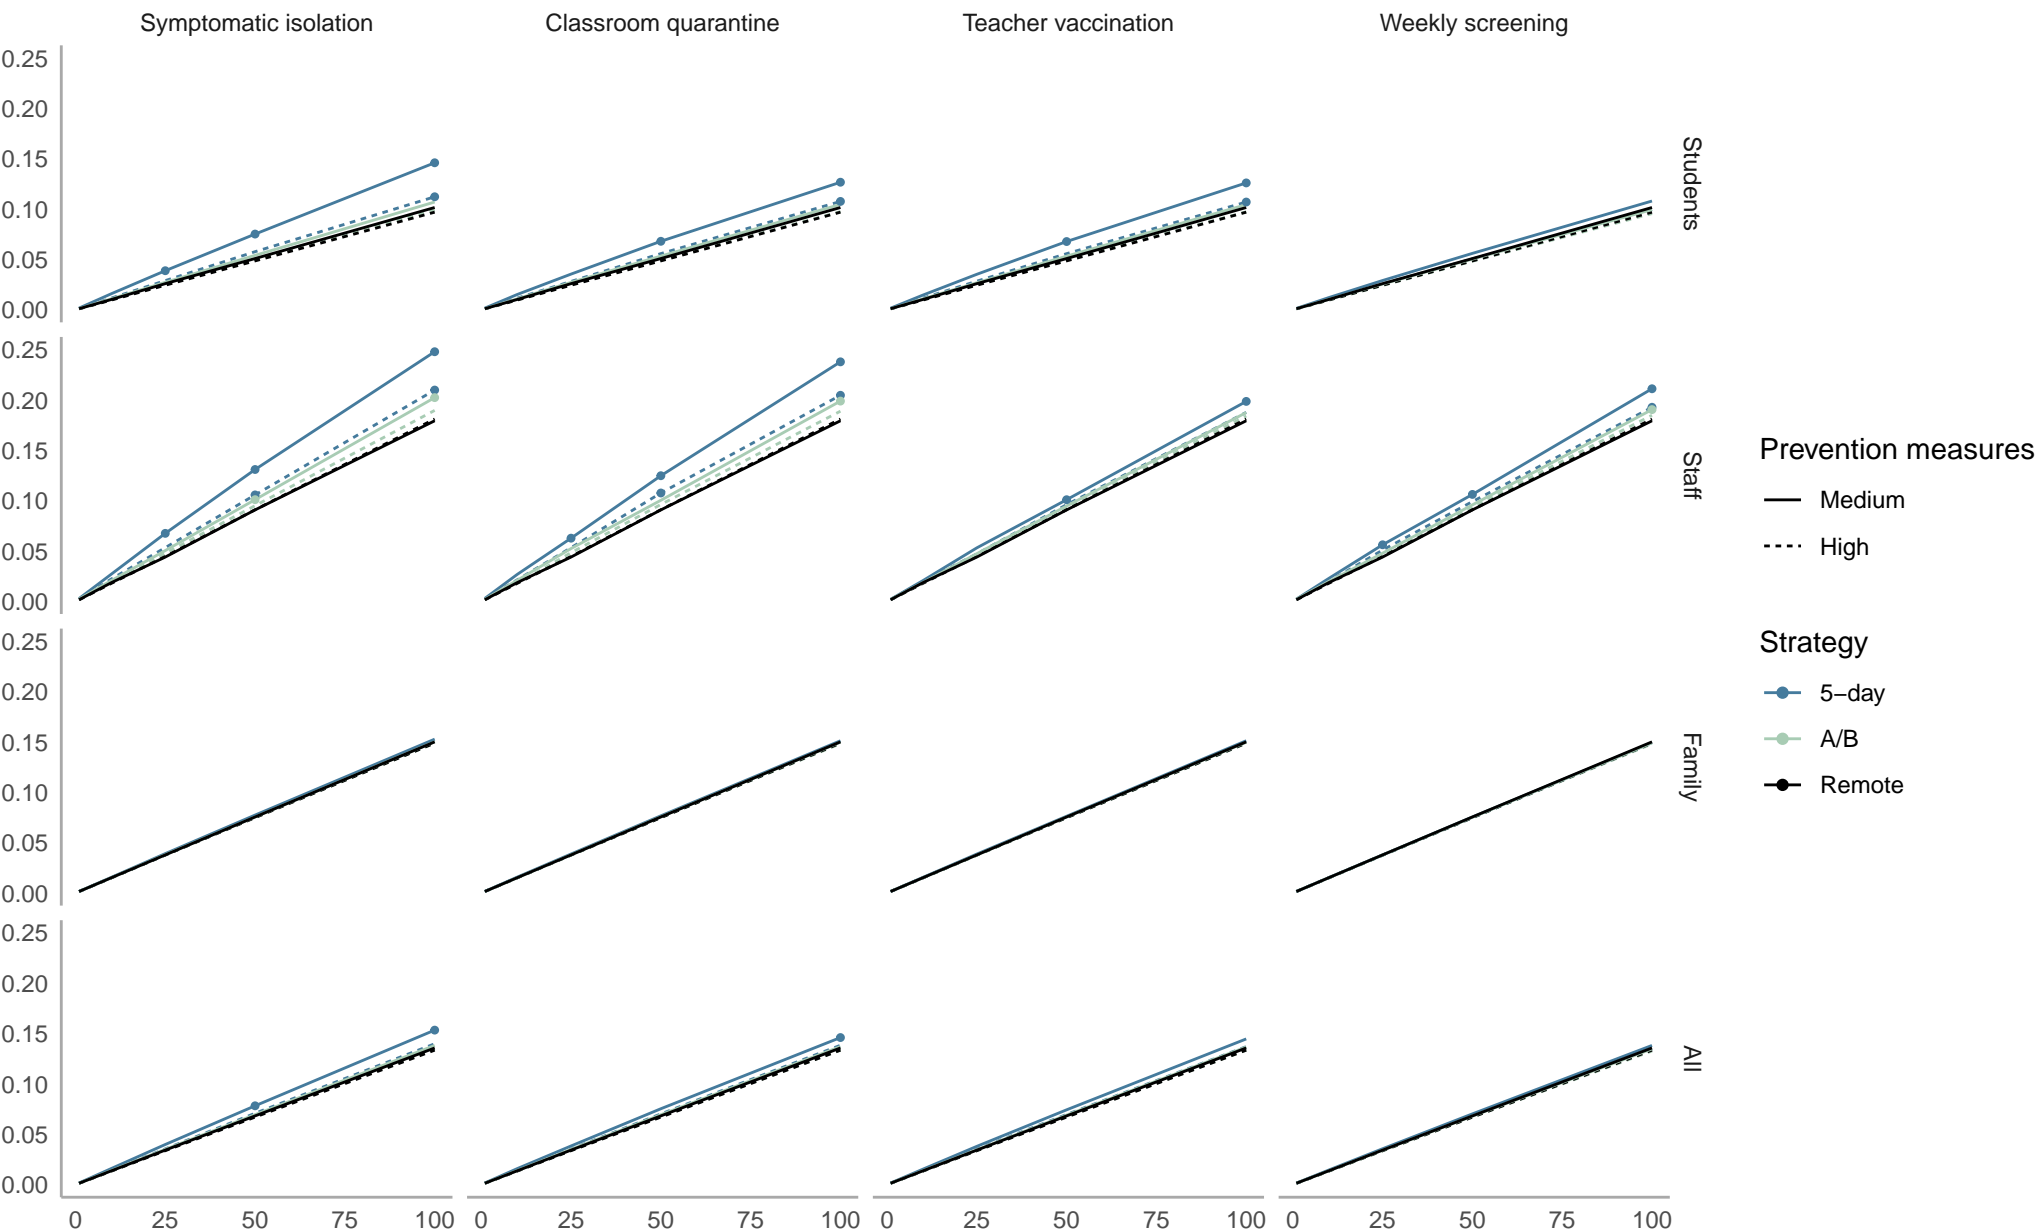 Symptomatic isolation Classroom quarantine Teacher vaccination Weekly screening
0.25
0.20
0.15
0.10
0.05
0.00
Students
0.25
0.20
0.15
0.10
0.05
0.00
Staff
0.25
0.20
0.15
0.10
0.05
0.00
Family
0.25
0.20
0.15
0.10
0.05
0.00
All
0 25 50 75 100 0 25 50 75 100 0 25 50 75 100 0 25 50 75 100
Prevention measures
Medium
High
Strategy
5−day
A/B
Remote